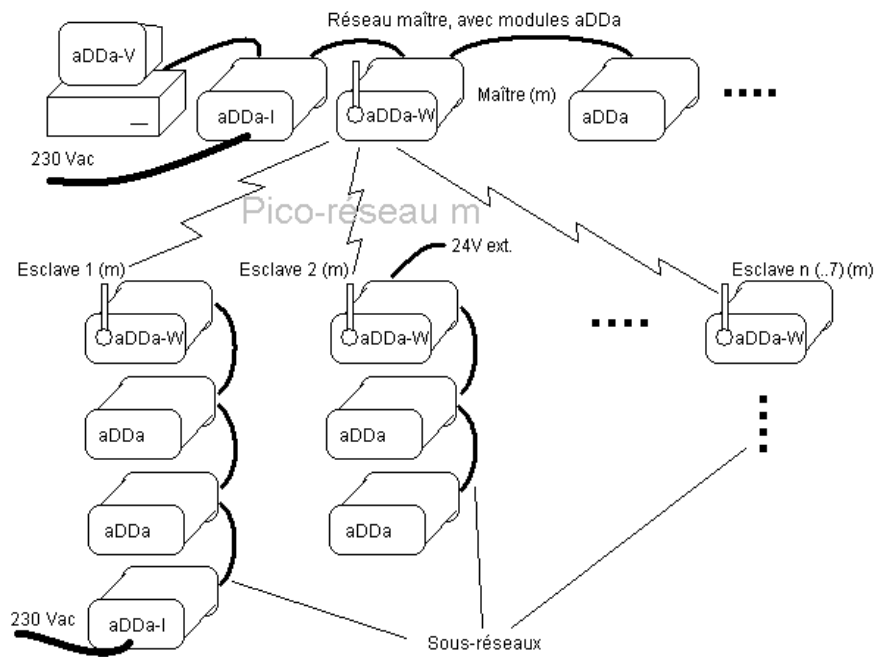 Réseau maître, avec modules aDDa
aDDa-V
Maître (m)
aDDa-I
aDDa-W
aDDa
230 Vac
Pico-réseau m
24V ext.
Esclave 1 (m)
Esclave 2 (m)
Esclave n (..7) (m)
aDDa-W
aDDa-W
aDDa-W
aDDa
aDDa
aDDa
aDDa
230 Vac
aDDa-I
Sous-réseaux